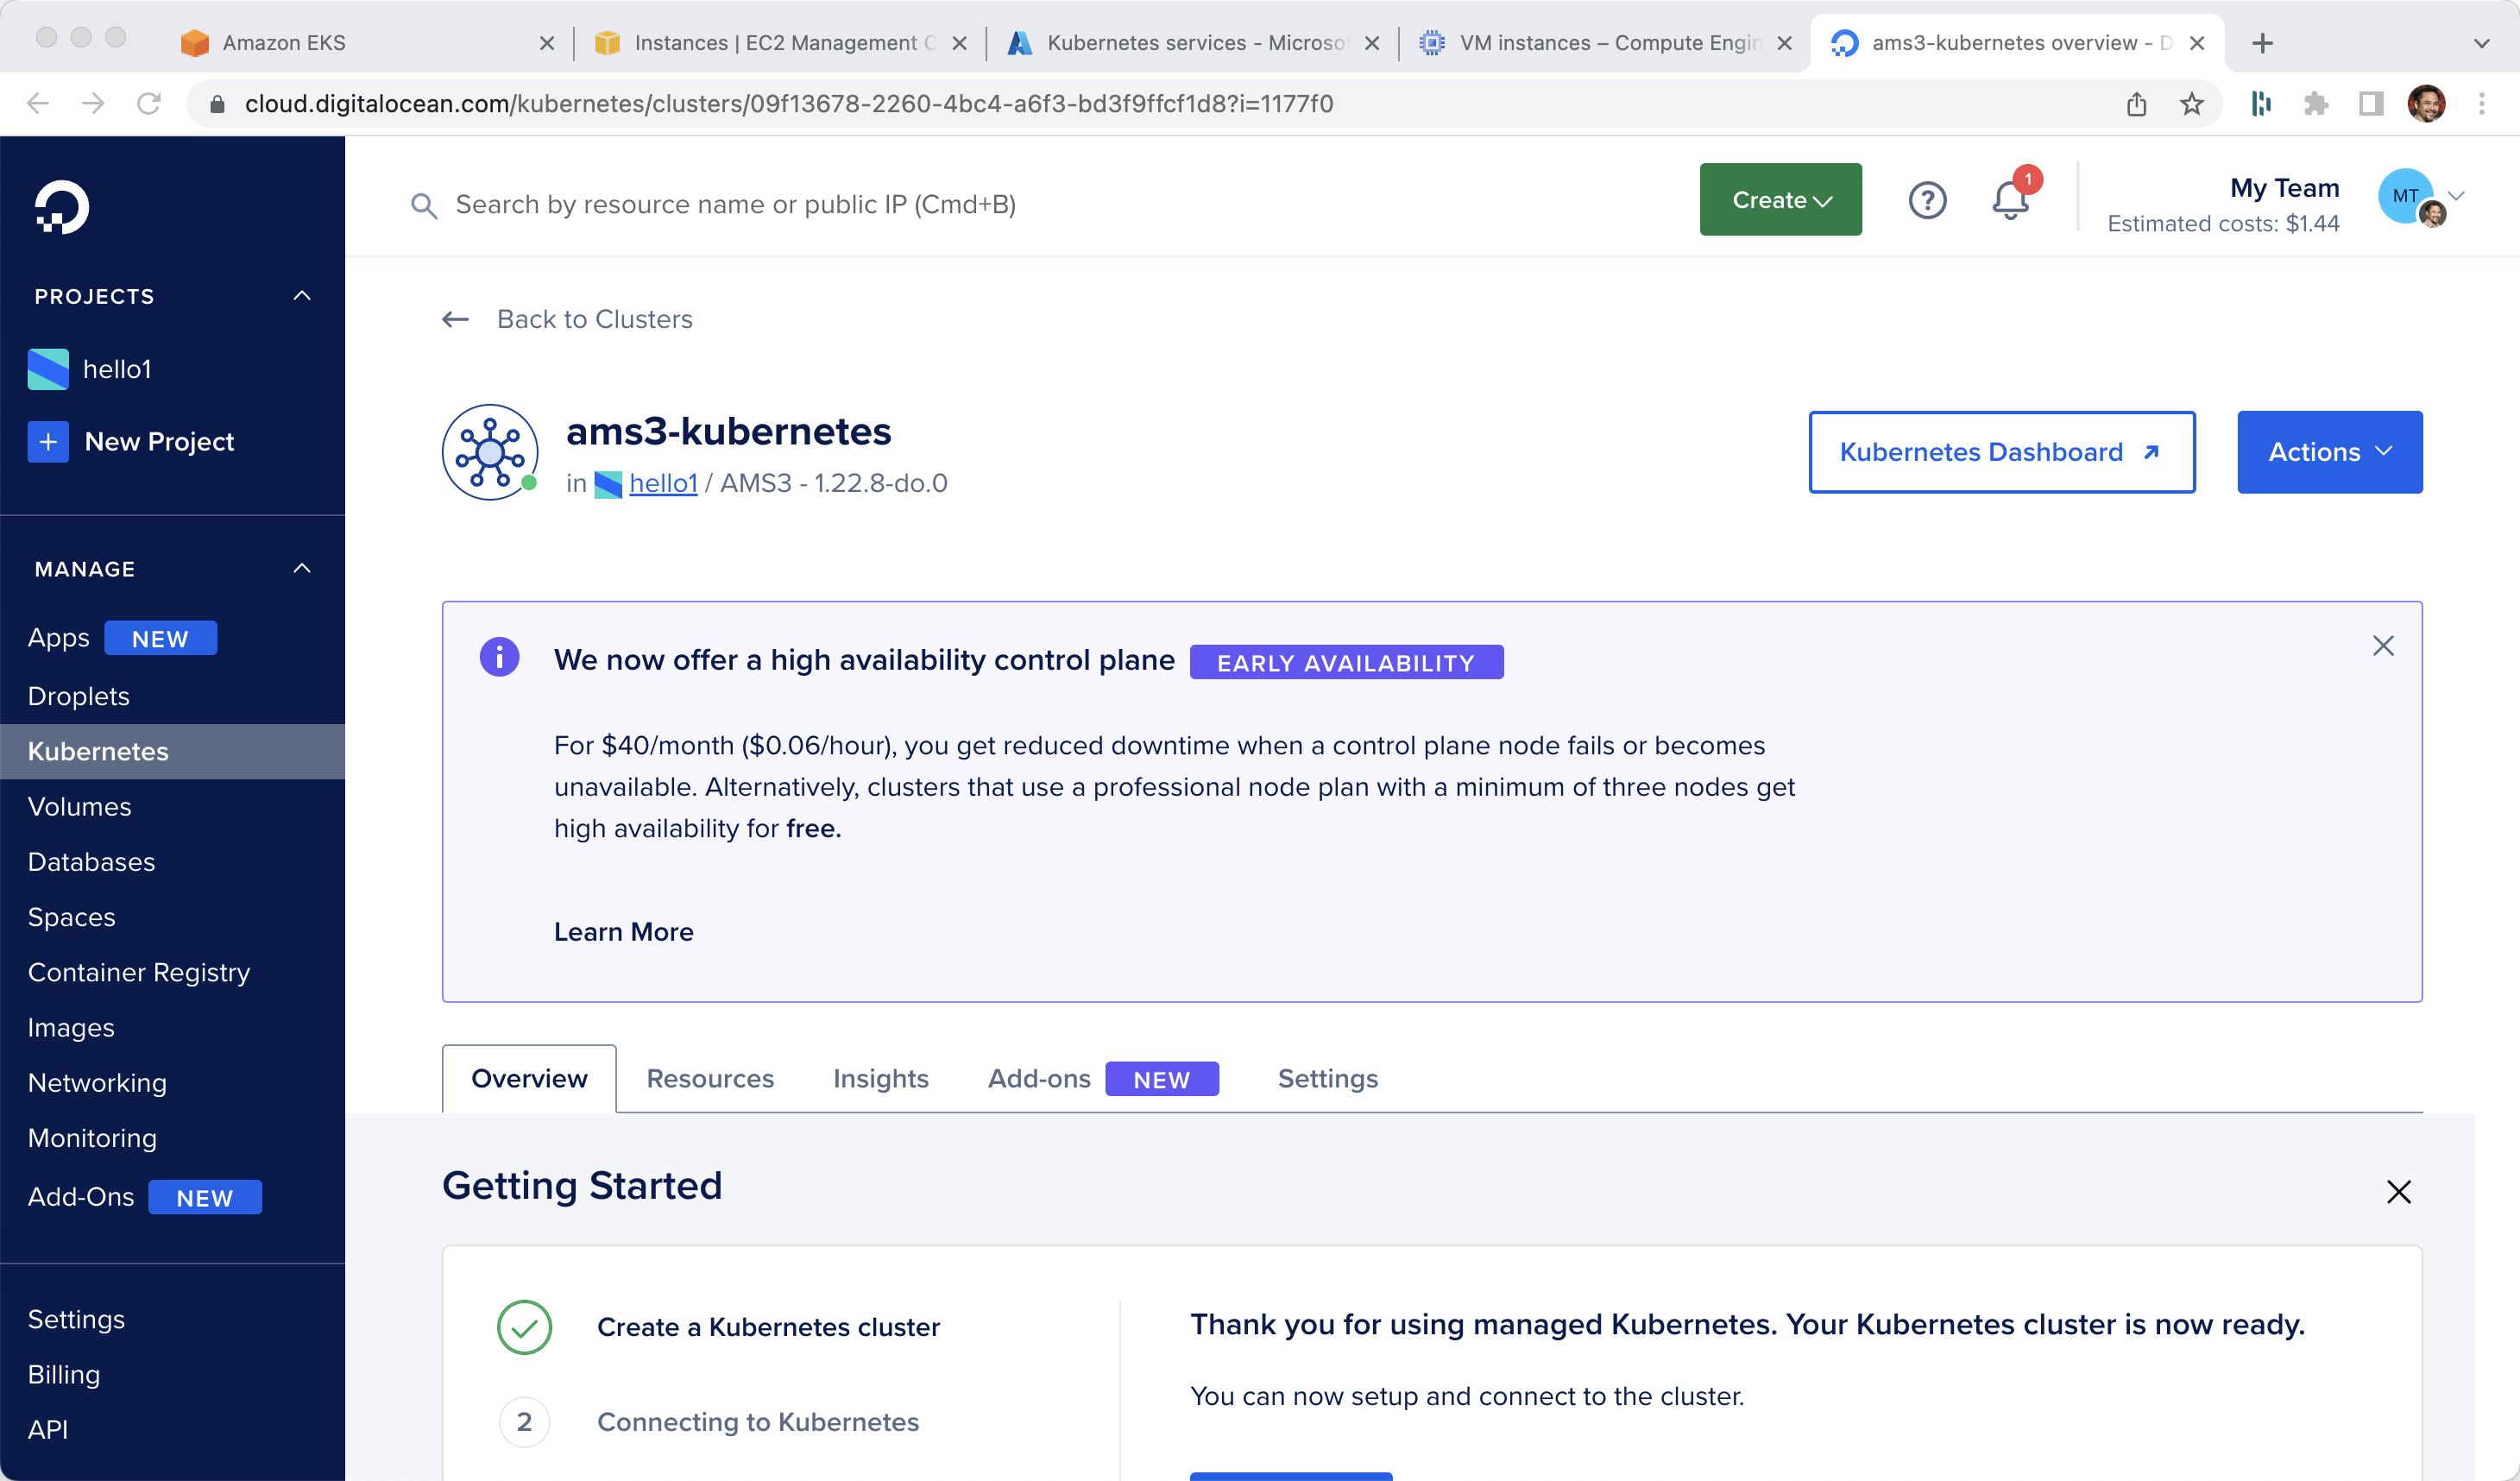 Amazon EKS
Instances | EC2 Management C
Kubernetes services - Microsof
VM instances – Compute Engin
ams3-kubernetes overview - D
cloud.digitalocean.com/kubernetes/clusters/09f13678-2260-4bc4-a6f3-bd3f9ffcf1d8?i=1177f0
Search by resource name or public IP (Cmd+B)
Create
?
1
My Team
Estimated costs: $1.44
MT
PROJECTS
hello1
New Project
MANAGE
Apps NEW
Droplets
Kubernetes
Volumes
Databases
Spaces
Container Registry
Images
Networking
Monitoring
Add-Ons NEW
Settings
Billing
API
Back to Clusters
ams3-kubernetes
in hello1 / AMS3 - 1.22.8-do.0
Kubernetes Dashboard
Actions
We now offer a high availability control plane EARLY AVAILABILITY
For $40/month ($0.06/hour), you get reduced downtime when a control plane node fails or becomes
unavailable. Alternatively, clusters that use a professional node plan with a minimum of three nodes get
high availability for free.
Learn More
Overview
Resources
Insights
Add-ons NEW
Settings
Getting Started
Create a Kubernetes cluster
2 Connecting to Kubernetes
Thank you for using managed Kubernetes. Your Kubernetes cluster is now ready.
You can now setup and connect to the cluster.